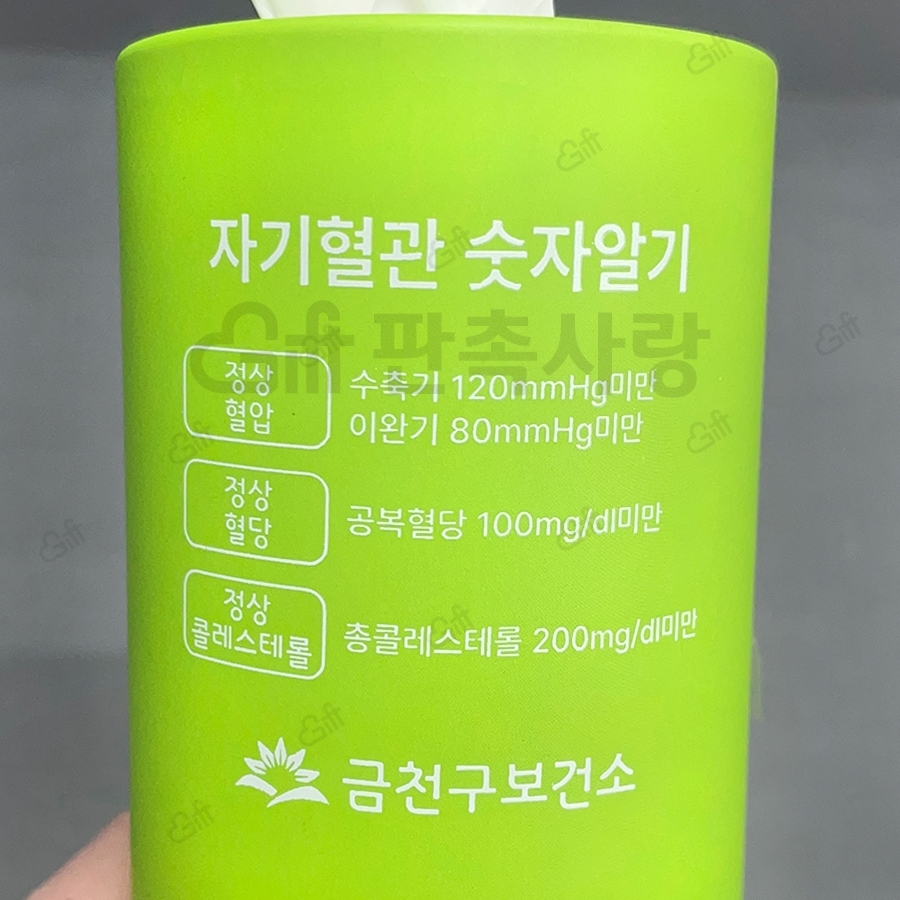 자기혈관 숫자알기
Gift 판촉사랑
정상
혈압
수축기 120mmHg미만
이완기 80mmHg미만
정상
혈당
공복혈당 100mg/dl미만
정상
콜레스테롤
총콜레스테롤 200mg/dl미만
금천구보건소